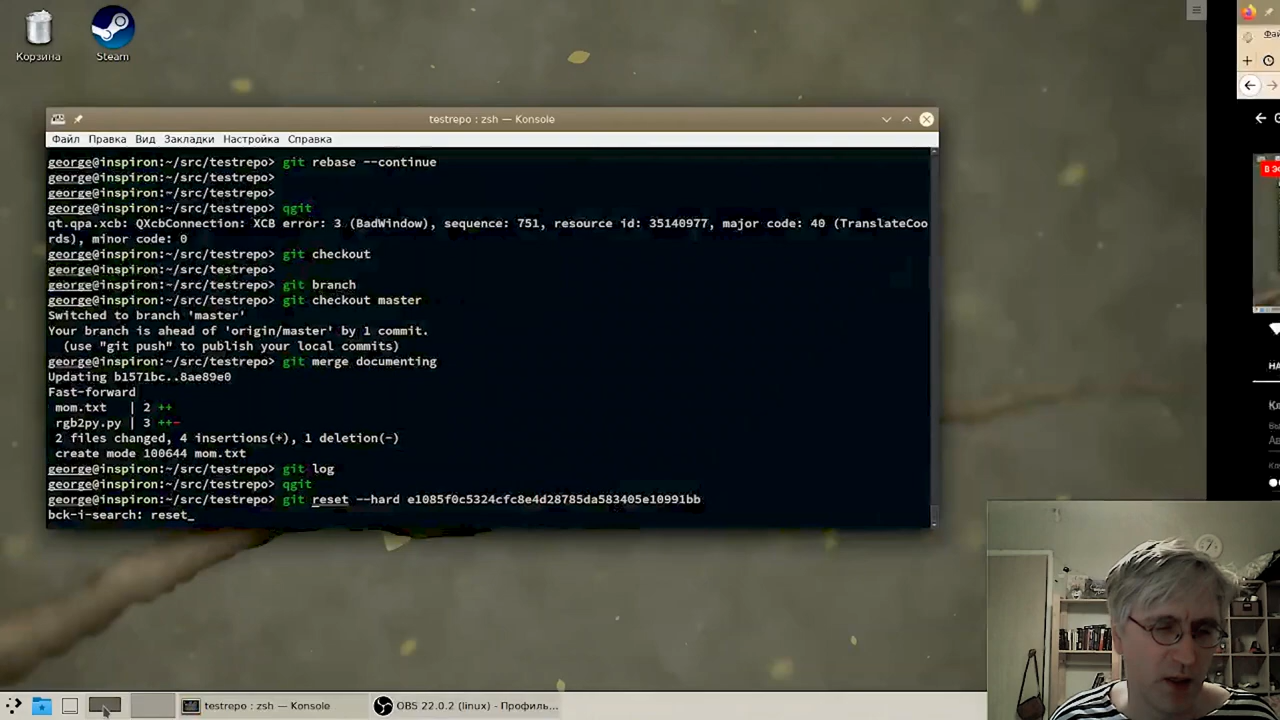 Корзина
Steam
testrepo : zsh — Konsole
Файл Правка Вид Закладки Настройка Справка
george@inspiron:~/src/testrepo> git rebase --continue
george@inspiron:~/src/testrepo>
george@inspiron:~/src/testrepo>
george@inspiron:~/src/testrepo> qgit
qt.qpa.xcb: QXcbConnection: XCB error: 3 (BadWindow), sequence: 751, resource id: 35140977, major code: 40 (TranslateCoo
rds), minor code: 0
george@inspiron:~/src/testrepo> git checkout
george@inspiron:~/src/testrepo>
george@inspiron:~/src/testrepo> git branch
george@inspiron:~/src/testrepo> git checkout master
Switched to branch 'master'
Your branch is ahead of 'origin/master' by 1 commit.
(use "git push" to publish your local commits)
george@inspiron:~/src/testrepo> git merge documenting
Updating b1571bc..8ae89e0
Fast-forward
mom.txt | 2 ++
rgb2py.py | 3 ++-
2 files changed, 4 insertions(+), 1 deletion(-)
create mode 100644 mom.txt
george@inspiron:~/src/testrepo> git log
george@inspiron:~/src/testrepo> qgit
george@inspiron:~/src/testrepo> git reset --hard e1085f0c5324cfc8e4d28785da583405e10991bb
bck-i-search: reset_
testrepo : zsh — Konsole
OBS 22.0.2 (linux) - Профиль...